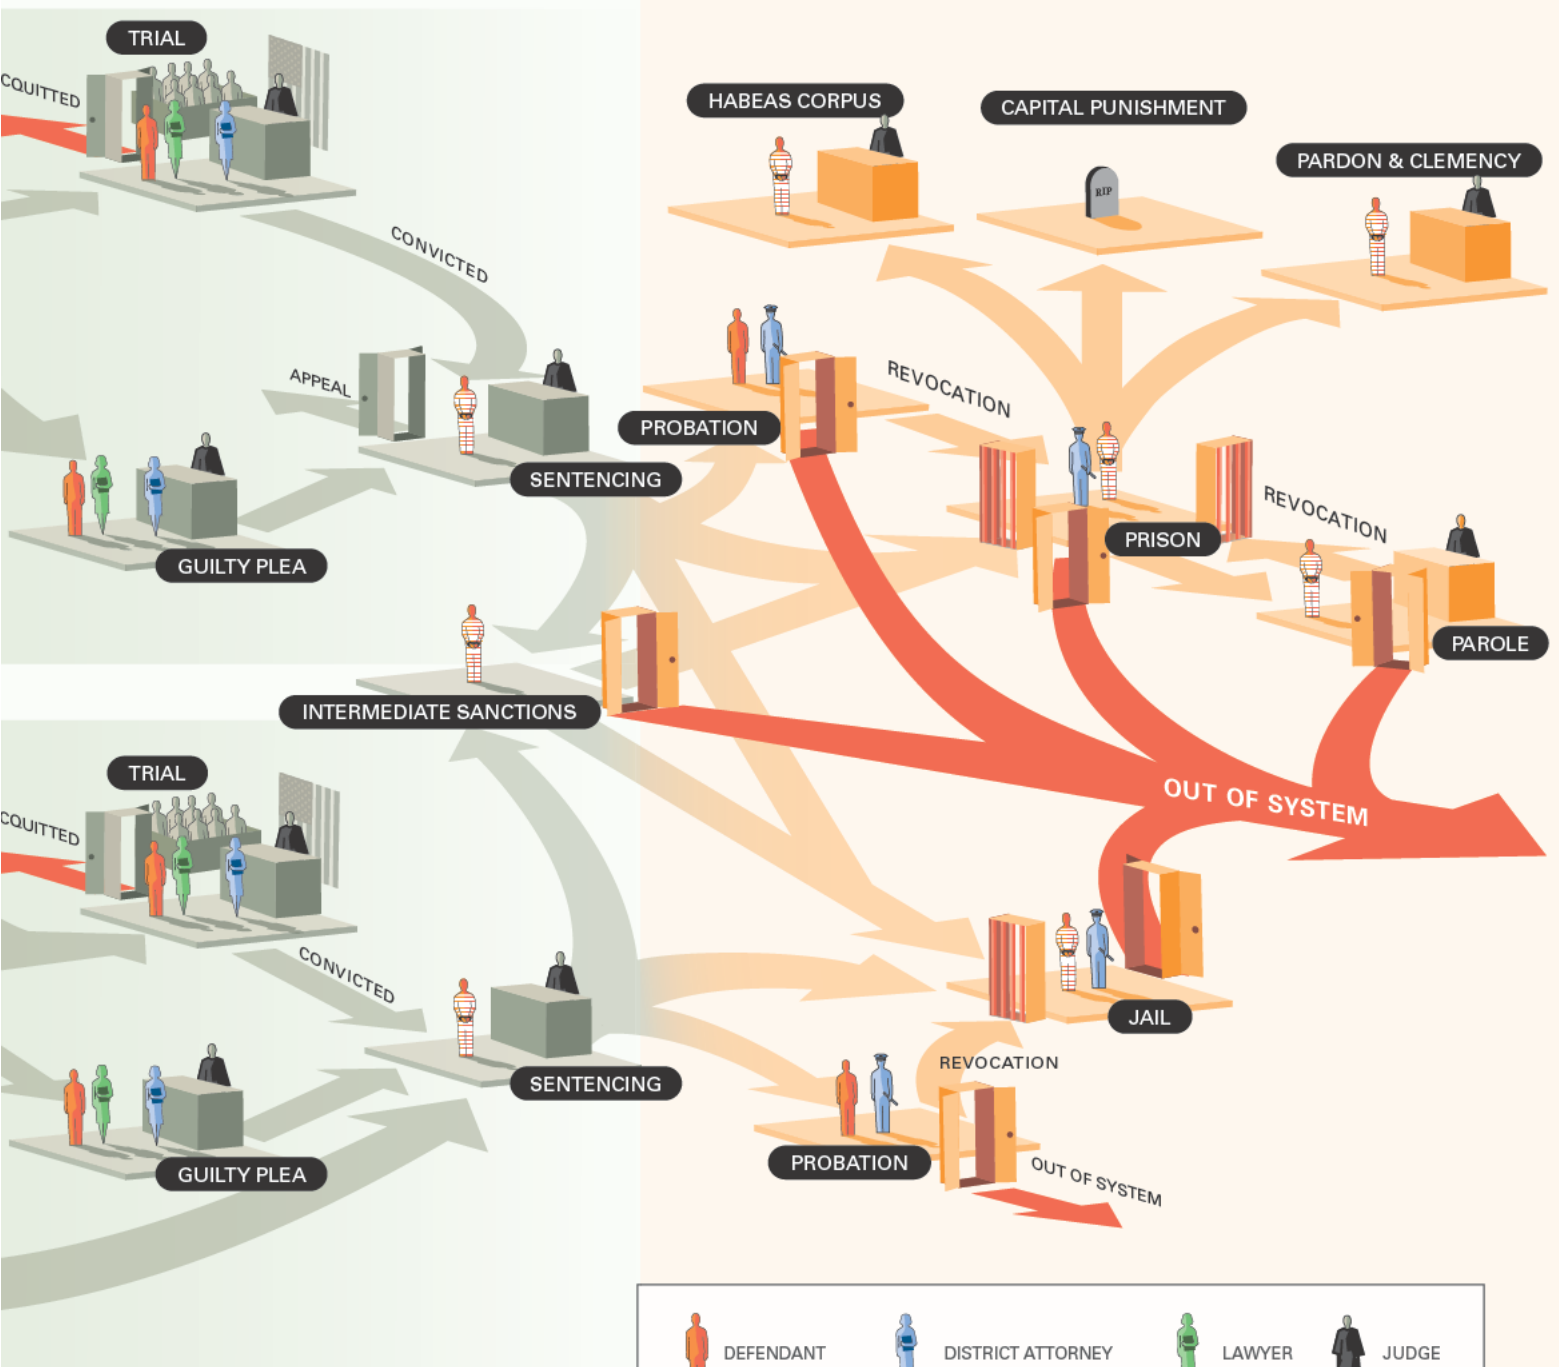 TRIAL
CQUITTED
CONVICTED
HABEAS CORPUS
CAPITAL PUNISHMENT
PARDON & CLEMENCY
RIP
APPEAL
SENTENCING
GUILTY PLEA
PROBATION
REVOCATION
PRISON
REVOCATION
PAROLE
INTERMEDIATE SANCTIONS
OUT OF SYSTEM
TRIAL
CQUITTED
CONVICTED
SENTENCING
GUILTY PLEA
JAIL
REVOCATION
PROBATION
OUT OF SYSTEM
DEFENDANT
DISTRICT ATTORNEY
LAWYER
JUDGE